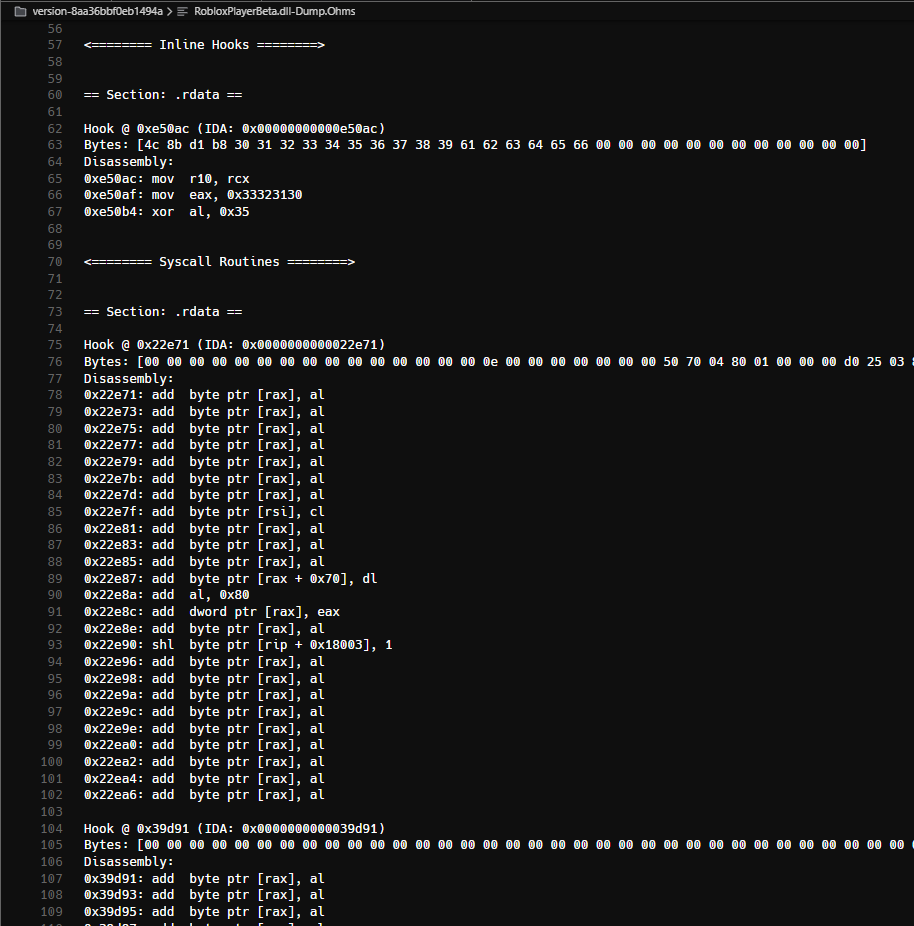 version-8aa36bbf0eb1494a > RobloxPlayerBeta.dll-Dump.Ohms
56
57 <======== Inline Hooks ========>
58
59
60 == Section: .rdata ==
61
62 Hook @ 0xe50ac (IDA: 0x00000000000e50ac)
63 Bytes: [4c 8b d1 b8 30 31 32 33 34 35 36 37 38 39 61 62 63 64 65 66 00 00 00 00 00 00 00 00 00 00 00 00]
64 Disassembly:
65 0xe50ac: mov r10, rcx
66 0xe50af: mov eax, 0x33323130
67 0xe50b4: xor al, 0x35
68
69
70 <======== Syscall Routines ========>
71
72
73 == Section: .rdata ==
74
75 Hook @ 0x22e71 (IDA: 0x0000000000022e71)
76 Bytes: [00 00 00 00 00 00 00 00 00 00 00 00 00 00 00 0e 00 00 00 00 00 00 00 50 70 04 80 01 00 00 00 d0 25 03
77 Disassembly:
78 0x22e71: add byte ptr [rax], al
79 0x22e73: add byte ptr [rax], al
80 0x22e75: add byte ptr [rax], al
81 0x22e77: add byte ptr [rax], al
82 0x22e79: add byte ptr [rax], al
83 0x22e7b: add byte ptr [rax], al
84 0x22e7d: add byte ptr [rax], al
85 0x22e7f: add byte ptr [rsi], cl
86 0x22e81: add byte ptr [rax], al
87 0x22e83: add byte ptr [rax], al
88 0x22e85: add byte ptr [rax], al
89 0x22e87: add byte ptr [rax + 0x70], dl
90 0x22e8a: add al, 0x80
91 0x22e8c: add dword ptr [rax], eax
92 0x22e8e: add byte ptr [rax], al
93 0x22e90: shl byte ptr [rip + 0x18003], 1
94 0x22e96: add byte ptr [rax], al
95 0x22e98: add byte ptr [rax], al
96 0x22e9a: add byte ptr [rax], al
97 0x22e9c: add byte ptr [rax], al
98 0x22e9e: add byte ptr [rax], al
99 0x22ea0: add byte ptr [rax], al
100 0x22ea2: add byte ptr [rax], al
101 0x22ea4: add byte ptr [rax], al
102 0x22ea6: add byte ptr [rax], al
103
104 Hook @ 0x39d91 (IDA: 0x0000000000039d91)
105 Bytes: [00 00 00 00 00 00 00 00 00 00 00 00 00 00 00 00 00 00 00 00 00 00 00 00 00 00 00 00 00 00 00 00 00 00
106 Disassembly:
107 0x39d91: add byte ptr [rax], al
108 0x39d93: add byte ptr [rax], al
109 0x39d95: add byte ptr [rax], al